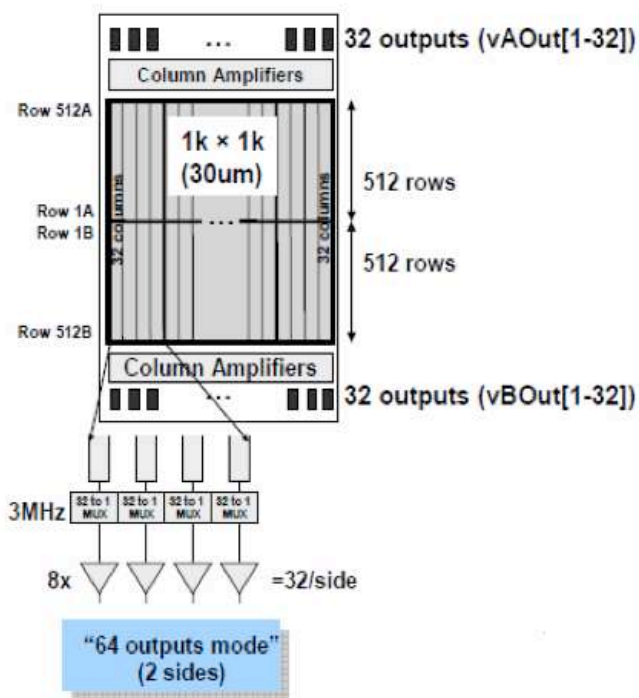 ... 32 outputs (vAOut[1-32])
Column Amplifiers
Row 512A
1k × 1k
(30um)
512 rows
32 columns
32 columns
Row 1A
...
Row 1B
512 rows
Row 512B
Column Amplifiers
... 32 outputs (vBOut[1-32])
3MHz
32 to 1
MUX
32 to 1
MUX
32 to 1
MUX
32 to 1
MUX
8x
=32/side
“64 outputs mode”
(2 sides)